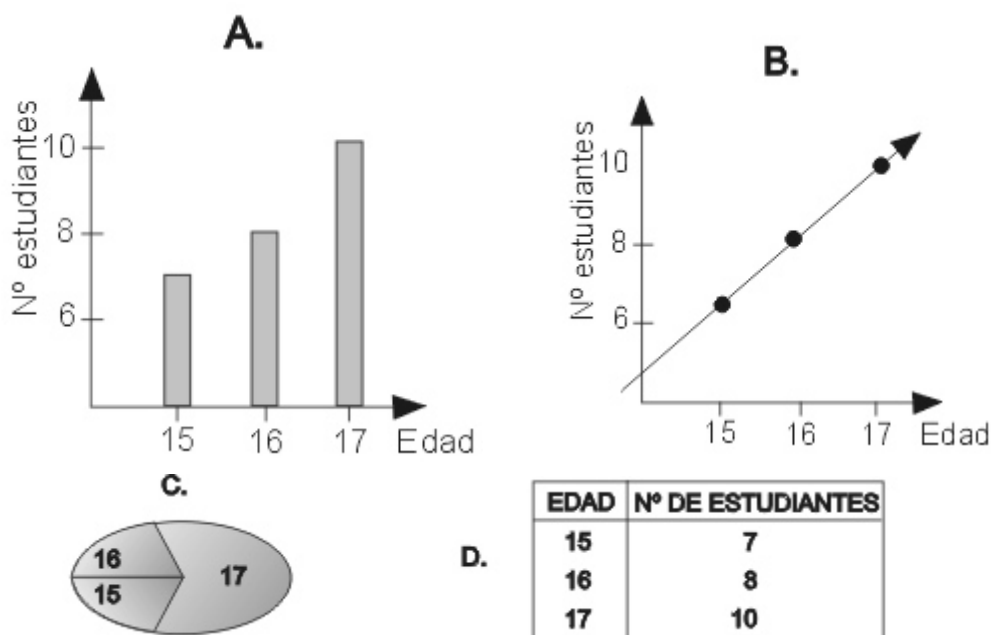 A.
Nº estudiantes
10
8
6
15 16 17 Edad
B.
Nº estudiantes
10
8
6
15 16 17 Edad
C.
16
15
17
D.
EDAD Nº DE ESTUDIANTES
15 7
16 8
17 10